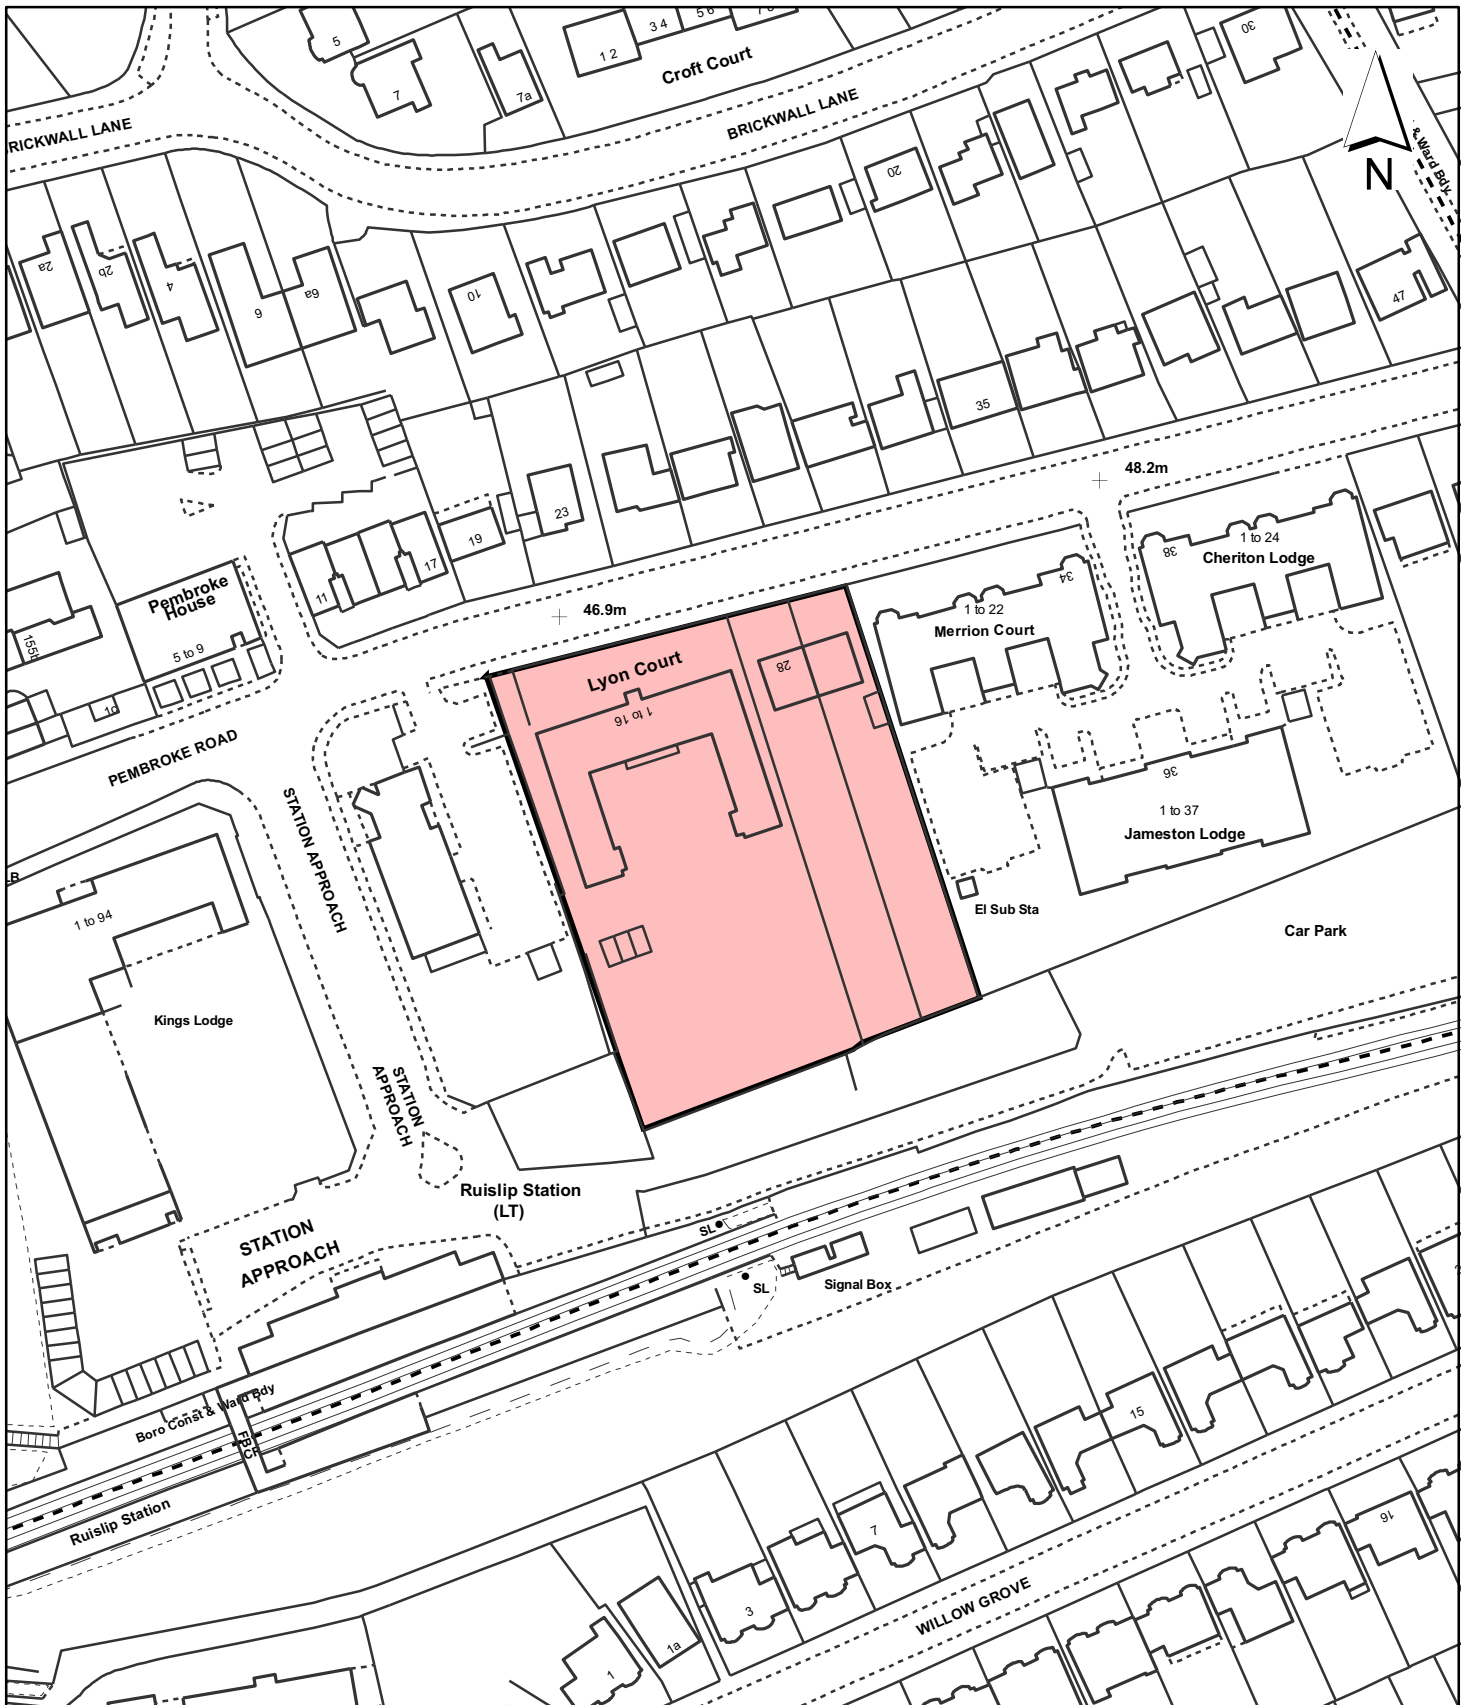 5
7
7a
1 2
3 4
5 6
7 8
Croft Court
30
RICKWALL LANE
BRICKWALL LANE
& Ward Bdy
N
20
2a
2b
4
6
6a
10
47
35
48.2m
23
19
17
11
1 to 24
38
Cheriton Lodge
34
1 to 22
Merrion Court
Pembroke
House
5 to 9
155b
46.9m
Lyon Court
28
1 to 16
PEMBROKE ROAD
36
1 to 37
Jameston Lodge
STATION APPROACH
LB
1 to 94
El Sub Sta
Car Park
Kings Lodge
STATION
APPROACH
Ruislip Station
(LT)
STATION
APPROACH
SL
SL
Signal Box
Boro Const & Ward Bdy
FB
Ruislip Station
15
7
16
3
WILLOW GROVE
1a
1